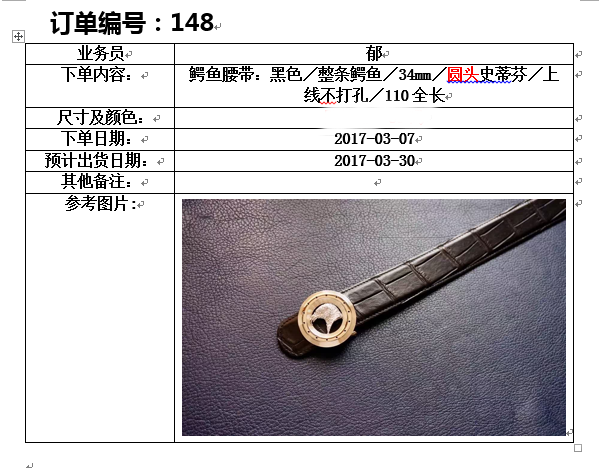 订单编号：148
业务员
郁
下单内容：
鳄鱼腰带：黑色／整条鳄鱼／34mm／圆头史蒂芬／上
线不打孔／110 全长
尺寸及颜色：
下单日期：
2017-03-07
预计出货日期：
2017-03-30
其他备注：
参考图片: